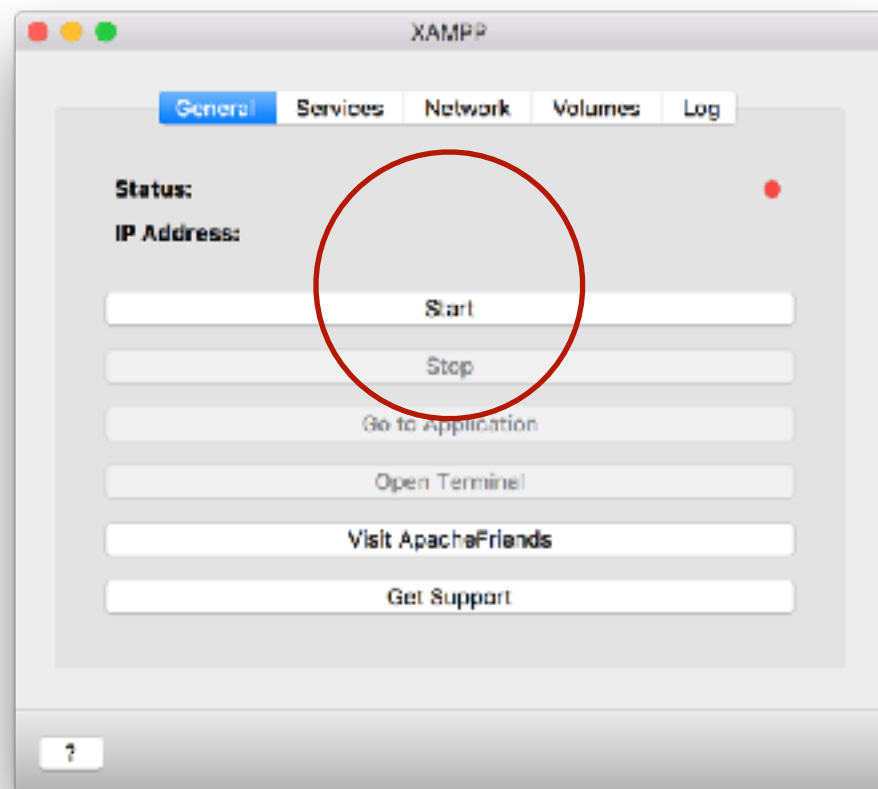 XAMPP
General Services Network Volumes Log
Status:
IP Address:
Start
Stop
Go to Application
Open Terminal
Visit ApacheFriends
Get Support
?